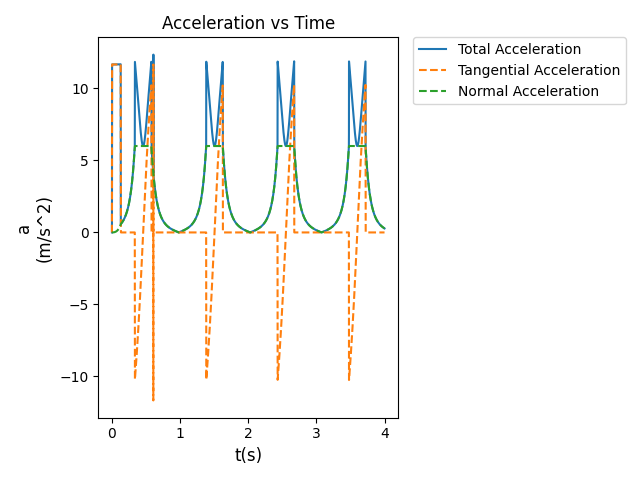 Acceleration vs Time
Total Acceleration
Tangential Acceleration
Normal Acceleration
a
(m/s^2)
10
5
0
−5
−10
0 1 2 3 4
t(s)